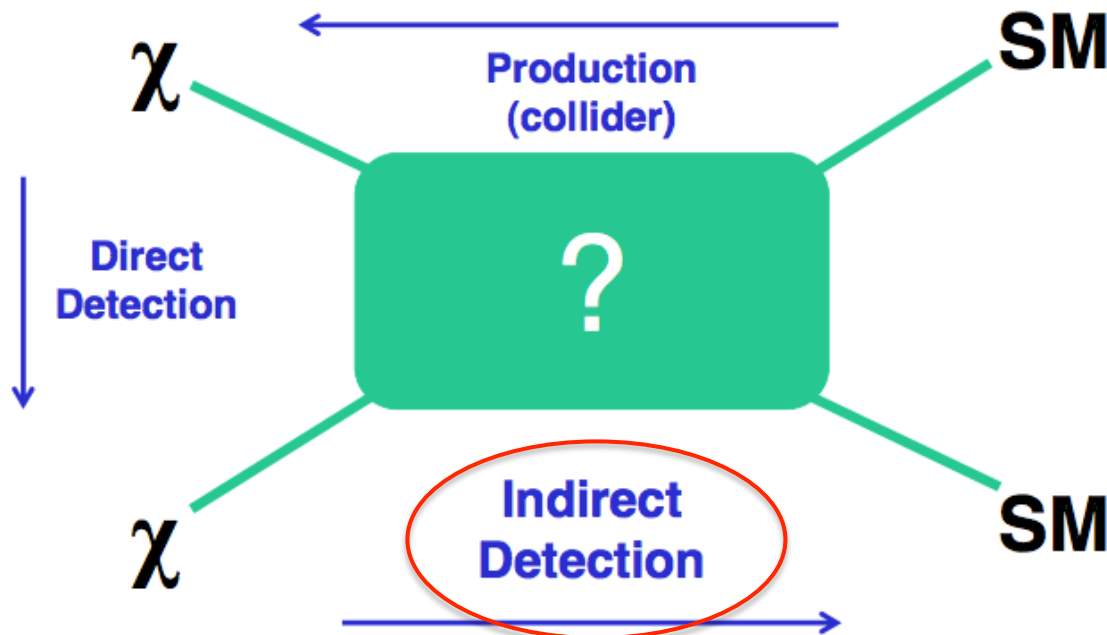 χ
SM
Production
(collider)
Direct
Detection
?
χ
SM
Indirect
Detection